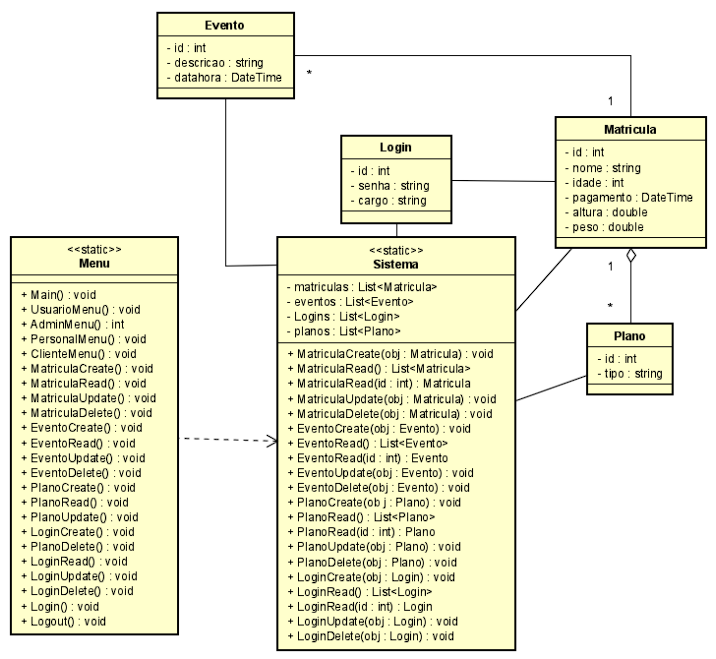 Evento
- id : int
- descricao : string
- datahora : DateTime
*
1
Matricula
- id : int
- nome : string
- idade : int
- pagamento : DateTime
- altura : double
- peso : double
Login
- id : int
- senha : string
- cargo : string
1
*
Plano
- id : int
- tipo : string
<<static>>
Menu
+ Main() : void
+ UsuarioMenu() : void
+ AdminMenu() : int
+ PersonalMenu() : void
+ ClienteMenu() : void
+ MatriculaCreate() : void
+ MatriculaRead() : void
+ MatriculaUpdate() : void
+ MatriculaDelete() : void
+ EventoCreate() : void
+ EventoRead() : void
+ EventoUpdate() : void
+ EventoDelete() : void
+ PlanoCreate() : void
+ PlanoRead() : void
+ PlanoUpdate() : void
+ LoginCreate() : void
+ PlanoDelete() : void
+ LoginRead() : void
+ LoginUpdate() : void
+ LoginDelete() : void
+ Login() : void
+ Logout() : void
<<static>>
Sistema
- matriculas : List<Matricula>
- eventos : List<Evento>
- Logins : List<Login>
- planos : List<Plano>
+ MatriculaCreate(obj : Matricula) : void
+ MatriculaRead() : List<Matricula>
+ MatriculaRead(id : int) : Matricula
+ MatriculaUpdate(obj : Matricula) : void
+ MatriculaDelete(obj : Matricula) : void
+ EventoCreate(obj : Evento) : void
+ EventoRead() : List<Evento>
+ EventoRead(id : int) : Evento
+ EventoUpdate(obj : Evento) : void
+ EventoDelete(obj : Evento) : void
+ PlanoCreate(obj : Plano) : void
+ PlanoRead() : List<Plano>
+ PlanoRead(id : int) : Plano
+ PlanoUpdate(obj : Plano) : void
+ PlanoDelete(obj : Plano) : void
+ LoginCreate(obj : Login) : void
+ LoginRead() : List<Login>
+ LoginRead(id : int) : Login
+ LoginUpdate(obj : Login) : void
+ LoginDelete(obj : Login) : void